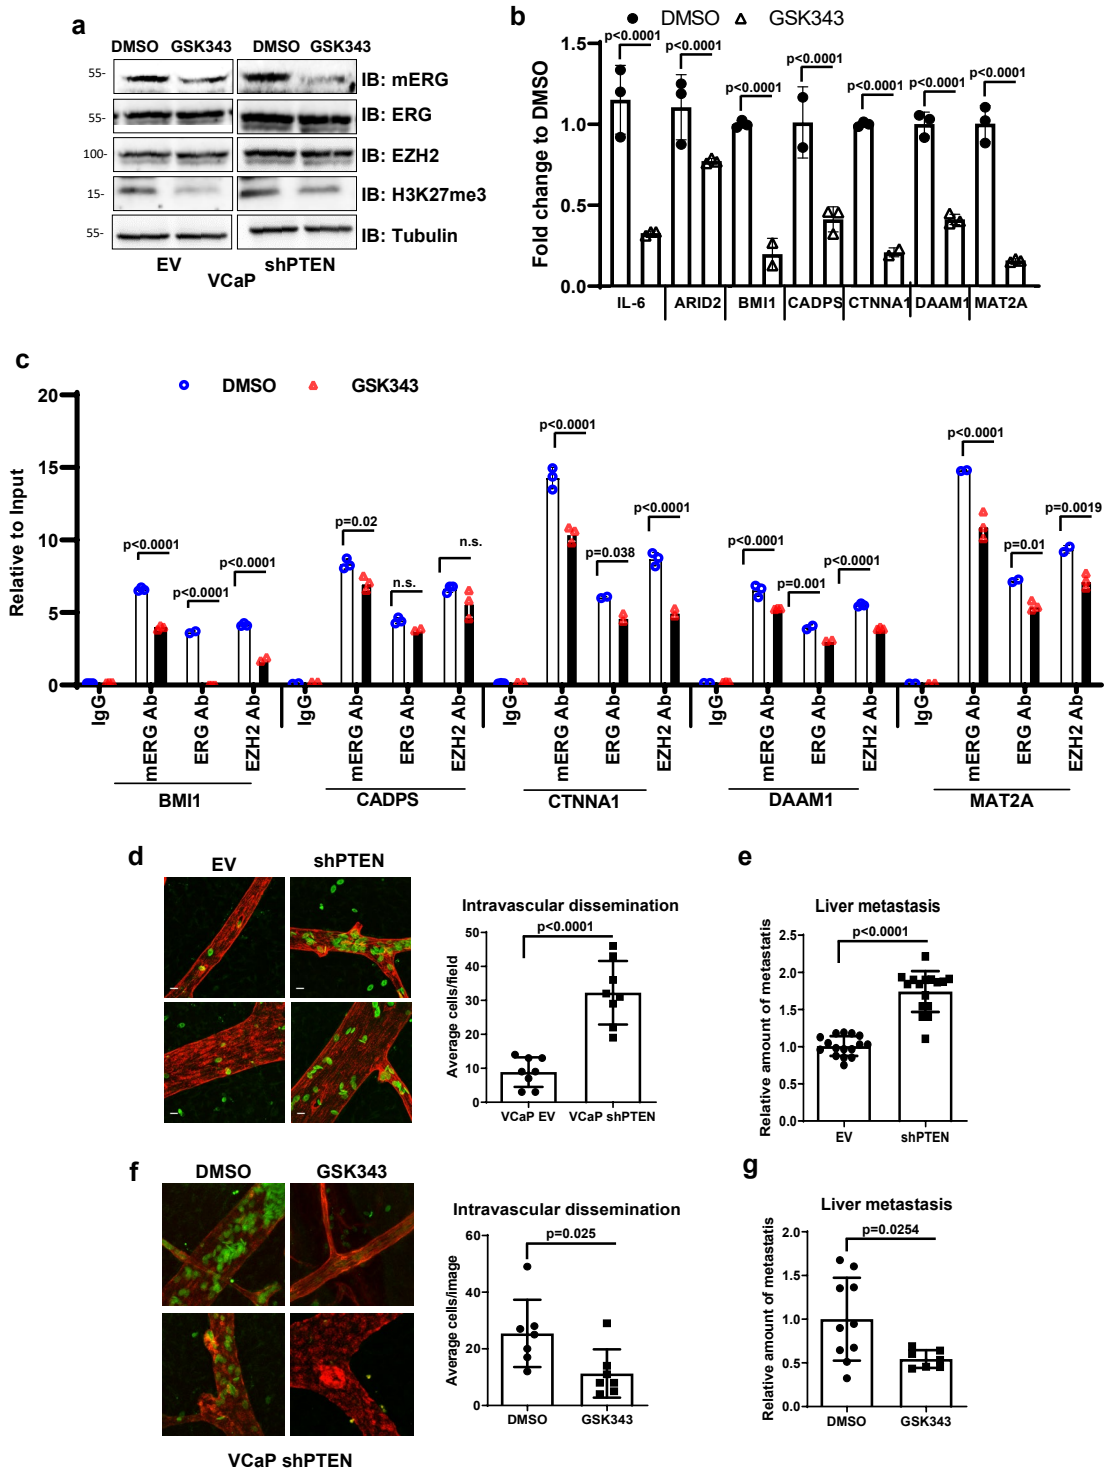 a
DMSO GSK343 DMSO GSK343
55- IB: mERG
55- IB: ERG
100- IB: EZH2
15- IB: H3K27me3
55- IB: Tubulin
EV shPTEN
VCaP
b
DMSO GSK343
Fold change to DMSO
1.5
1.0
0.5
0.0
p<0.0001 p<0.0001 p<0.0001 p<0.0001 p<0.0001 p<0.0001 p<0.0001
IL-6 ARID2 BMI1 CADPS CTNNA1 DAAM1 MAT2A
c
DMSO GSK343
Relative to Input
20
15
10
5
0
p<0.0001 p<0.0001 p<0.0001
p=0.02 n.s. n.s.
p<0.0001 p=0.038 p<0.0001
p<0.0001 p=0.001 p<0.0001
p<0.0001 p=0.01 p=0.0019
IgG mERG Ab ERG Ab EZH2 Ab IgG mERG Ab ERG Ab EZH2 Ab IgG mERG Ab ERG Ab EZH2 Ab IgG mERG Ab ERG Ab EZH2 Ab IgG mERG Ab ERG Ab EZH2 Ab
BMI1 CADPS CTNNA1 DAAM1 MAT2A
d
EV shPTEN
Intravascular dissemination
p<0.0001
Average cells/field
50
40
30
20
10
0
VCaP EV VCaP shPTEN
e
Liver metastasis
p<0.0001
Relative amount of metastatis
2.5
2.0
1.5
1.0
0.5
0.0
EV shPTEN
f
DMSO GSK343
VCaP shPTEN
Intravascular dissemination
p=0.025
Average cells/image
60
40
20
0
DMSO GSK343
g
Liver metastasis
p=0.0254
Relative amount of metastatis
2.0
1.5
1.0
0.5
0.0
DMSO GSK343